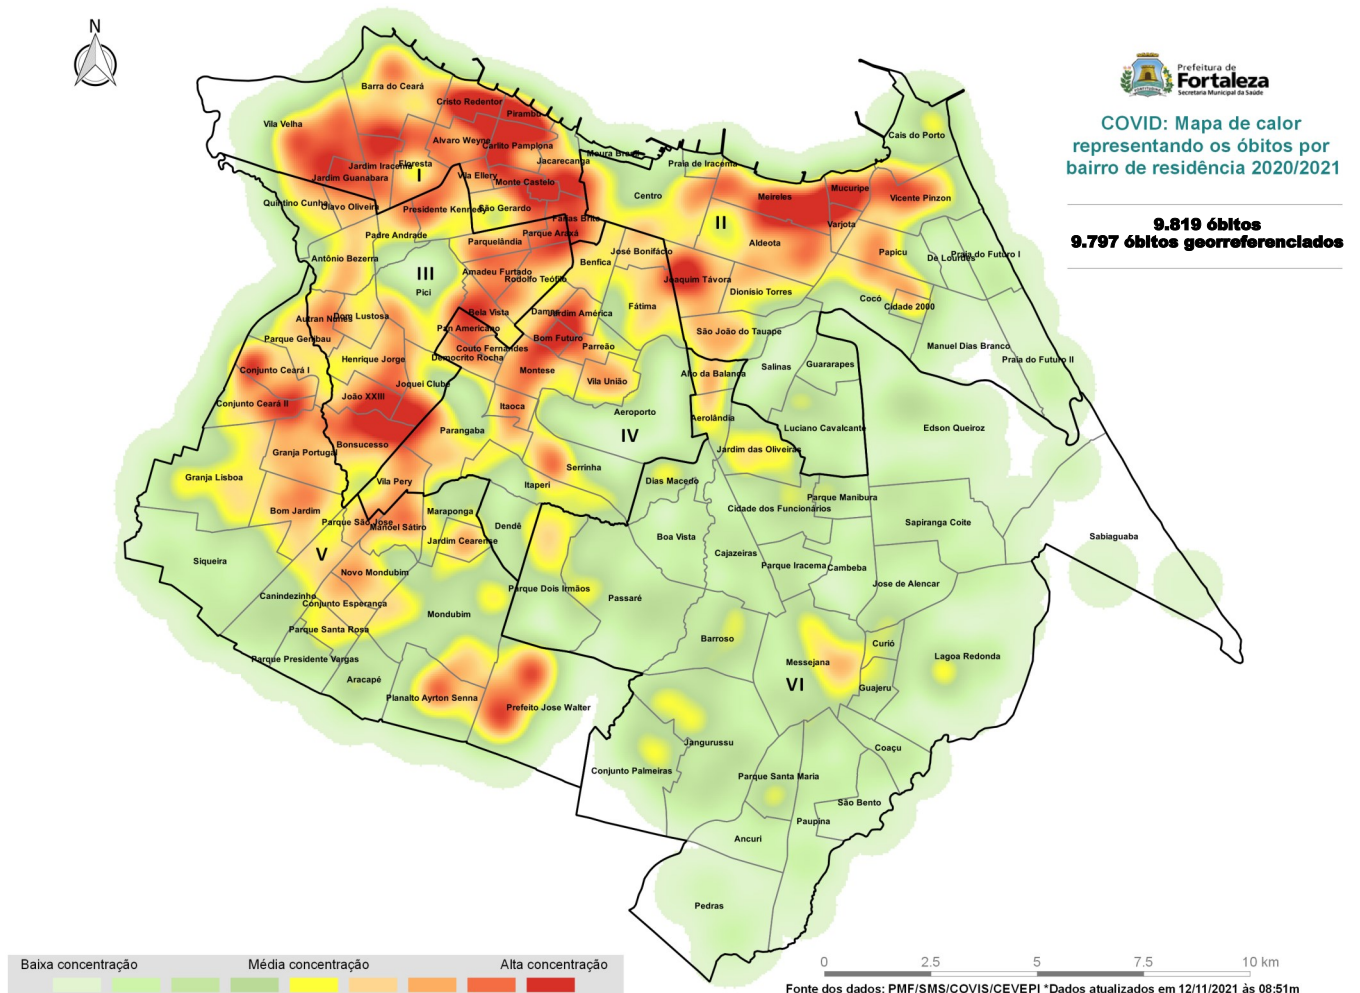 N
Prefeitura de
Fortaleza
Secretaria Municipal da Saúde
COVID: Mapa de calor
representando os óbitos por
bairro de residência 2020/2021
9.819 óbitos
9.797 óbitos georreferenciados
Barra do Ceará
Cristo Redentor
Pirambu
Vila Velha
Alvaro Weyne
Carlito Pamplona
Jacarecanga
Moura Brasil
Praia de Iracema
Cais do Porto
Floresta
Jardim Iracema
Jardim Guanabara
I
Vila Ellery
Monte Castelo
Centro
Meireles
Mucuripe
Vicente Pinzon
Quintino Cunha
Olavo Oliveira
Presidente Kennedy
São Gerardo
Farias Brito
II
Varjota
Padre Andrade
Parquelândia
Parque Araxá
Aldeota
Antônio Bezerra
III
Pici
Amadeu Furtado
Rodolfo Teófilo
Benfica
José Bonifácio
Joaquim Távora
Dionísio Torres
Papicu
De Lourdes
Praia do Futuro I
Cocó
Cidade 2000
Autran Nunes
Dom Lustosa
Bela Vista
Damas
Jardim América
Fátima
Pan Americano
Bom Futuro
São João do Tauape
Parque Genibau
Henrique Jorge
Couto Fernandes
Democrito Rocha
Parreão
Manuel Dias Branco
Praia do Futuro II
Conjunto Ceará I
Joquei Clube
Montese
Vila União
Alto da Balança
Salinas
Guararapes
Conjunto Ceará II
João XXIII
Itaoca
Aeroporto
IV
Aerolândia
Luciano Cavalcante
Edson Queiroz
Parangaba
Bonsucesso
Granja Portugal
Jardim das Oliveiras
Granja Lisboa
Vila Pery
Serrinha
Itaperi
Dias Macedo
Parque Manibura
Cidade dos Funcionários
Bom Jardim
Parque São Jose
Manoel Sátiro
Maraponga
Dendê
Sapiranga Coite
Sabiaguaba
Jardim Cearense
Boa Vista
Siqueira
V
Novo Mondubim
Cajazeiras
Parque Iracema
Cambeba
Jose de Alencar
Canindezinho
Conjunto Esperança
Mondubim
Parque Dois Irmãos
Passaré
Parque Santa Rosa
Barroso
Curió
Parque Presidente Vargas
Messejana
Lagoa Redonda
Aracapé
Planalto Ayrton Senna
Prefeito Jose Walter
VI
Guajeru
Jangurussu
Coaçu
Conjunto Palmeiras
Parque Santa Maria
São Bento
Paupina
Ancuri
Pedras
Baixa concentração
Média concentração
Alta concentração
0 2.5 5 7.5 10 km
Fonte dos dados: PMF/SMS/COVIS/CEVEPI *Dados atualizados em 12/11/2021 às 08:51m